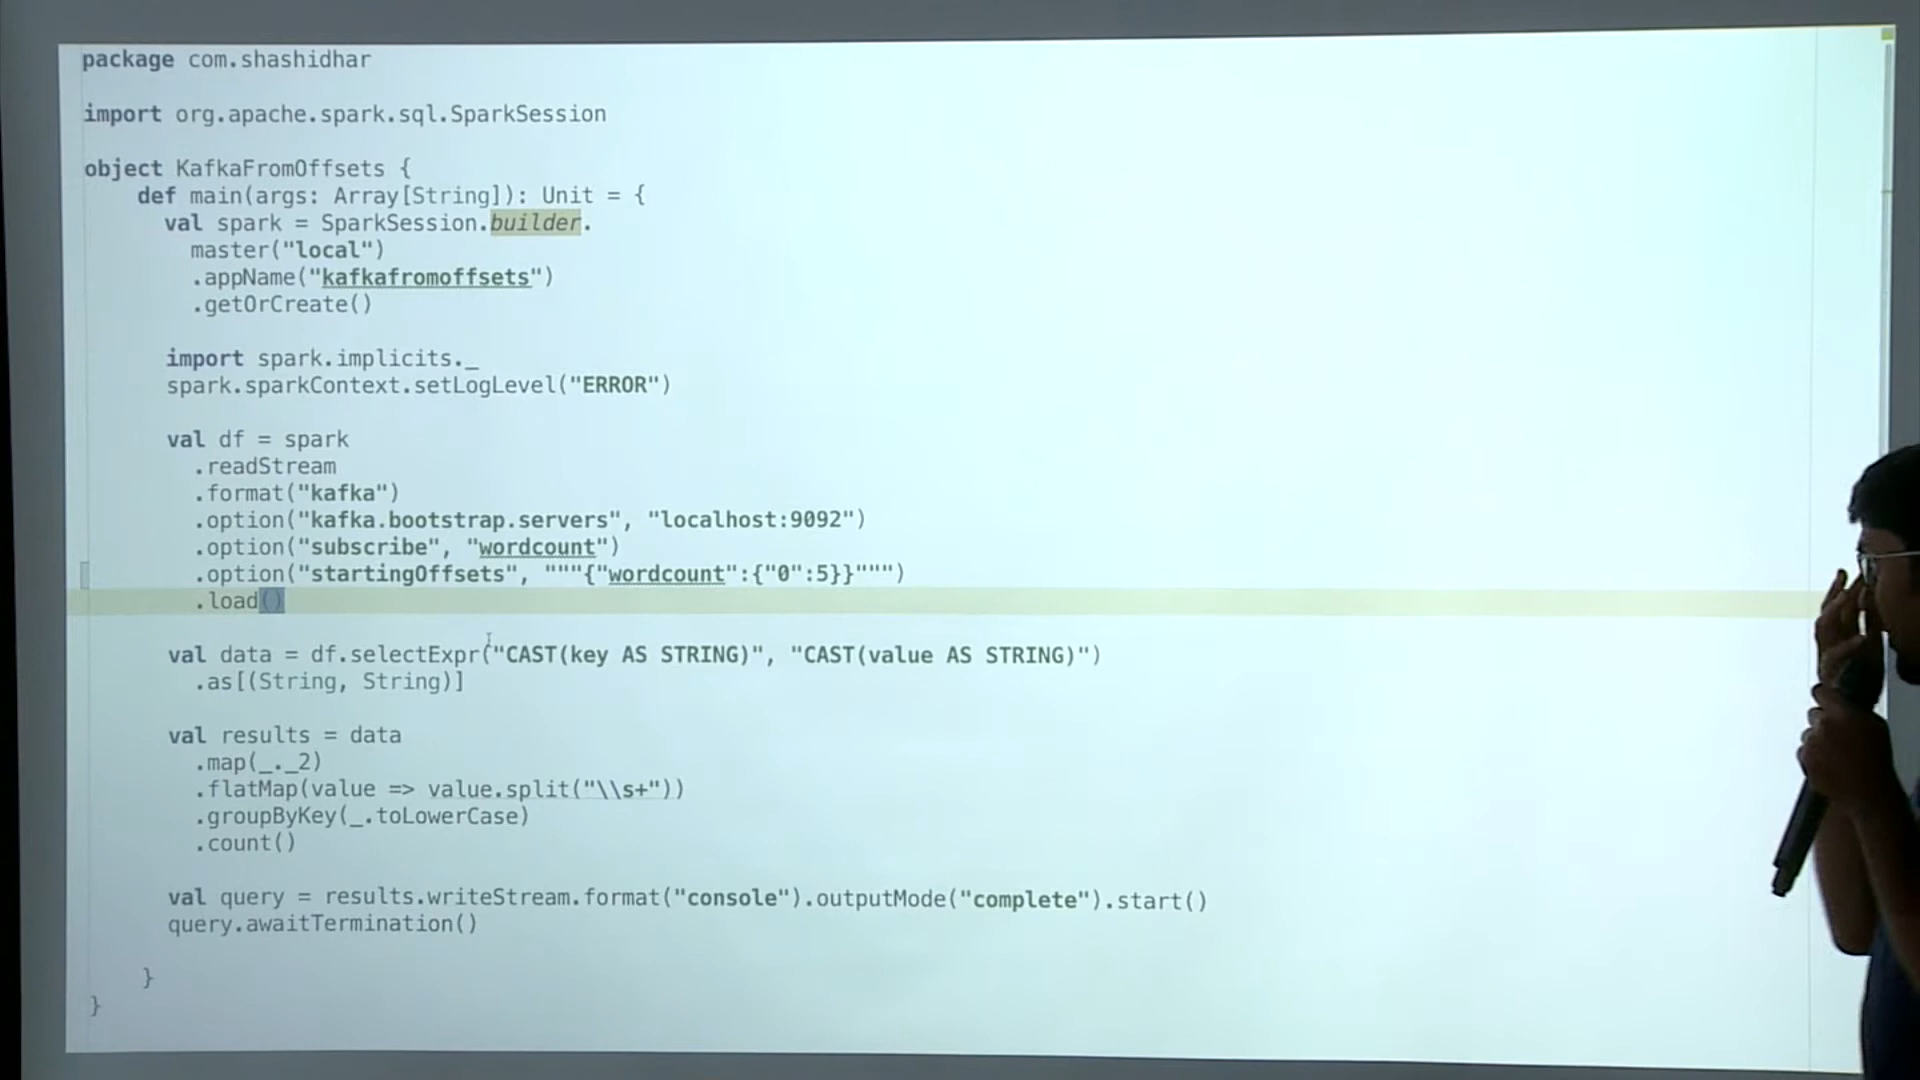 package com.shashidhar
import org.apache.spark.sql.SparkSession
object KafkaFromOffsets {
def main(args: Array[String]): Unit = {
val spark = SparkSession.builder.
master("local")
.appName("kafkafromoffsets")
.getOrCreate()
import spark.implicits._
spark.sparkContext.setLogLevel("ERROR")
val df = spark
.readStream
.format("kafka")
.option("kafka.bootstrap.servers", "localhost:9092")
.option("subscribe", "wordcount")
.option("startingOffsets", """{"wordcount":{"0":5}}""")
.load()
val data = df.selectExpr("CAST(key AS STRING)", "CAST(value AS STRING)")
.as[(String, String)]
val results = data
.map(_._2)
.flatMap(value => value.split("\\s+"))
.groupByKey(_.toLowerCase)
.count()
val query = results.writeStream.format("console").outputMode("complete").start()
query.awaitTermination()
}
}